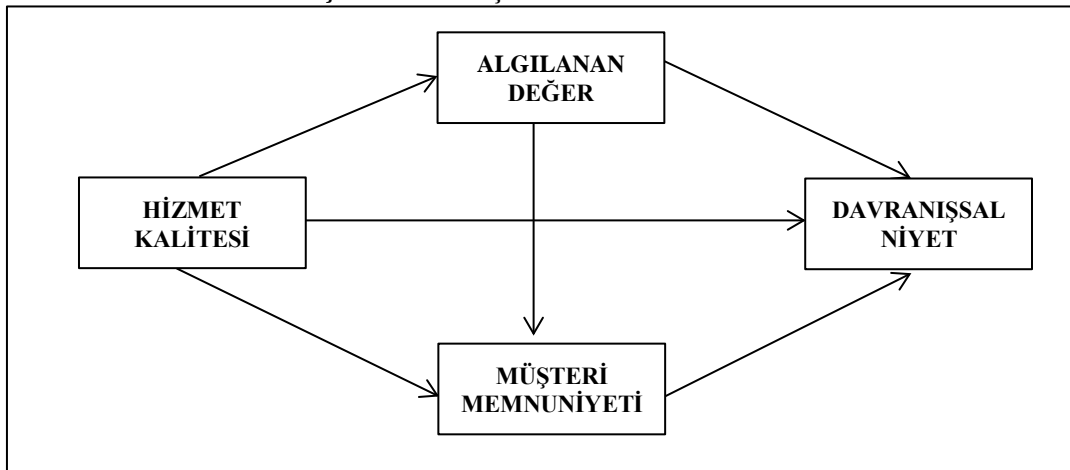 ALGILANAN
DEĞER
HİZMET
KALİTESİ
DAVRANIŞSAL
NİYET
MÜŞTERİ
MEMNUNİYETİ